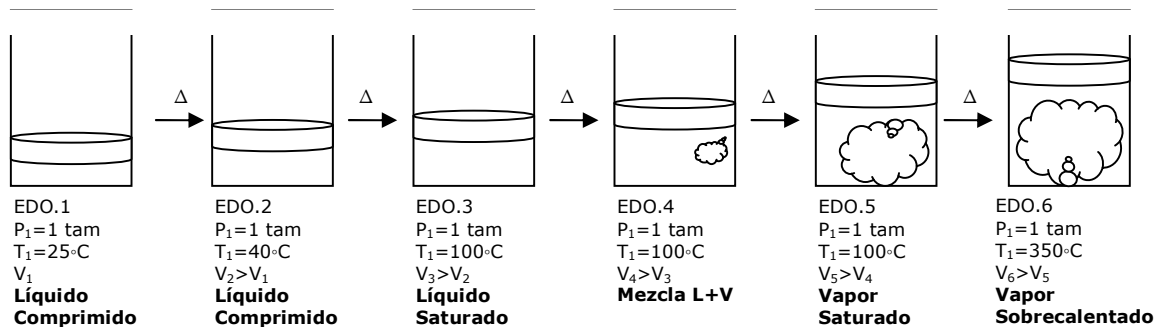 Δ
Δ
Δ
Δ
Δ
EDO.1
P₁=1 tam
T₁=25◦C
V₁
Líquido
Comprimido
EDO.2
P₁=1 tam
T₁=40◦C
V₂>V₁
Líquido
Comprimido
EDO.3
P₁=1 tam
T₁=100◦C
V₃>V₂
Líquido
Saturado
EDO.4
P₁=1 tam
T₁=100◦C
V₄>V₃
Mezcla L+V
EDO.5
P₁=1 tam
T₁=100◦C
V₅>V₄
Vapor
Saturado
EDO.6
P₁=1 tam
T₁=350◦C
V₆>V₅
Vapor
Sobrecalentado